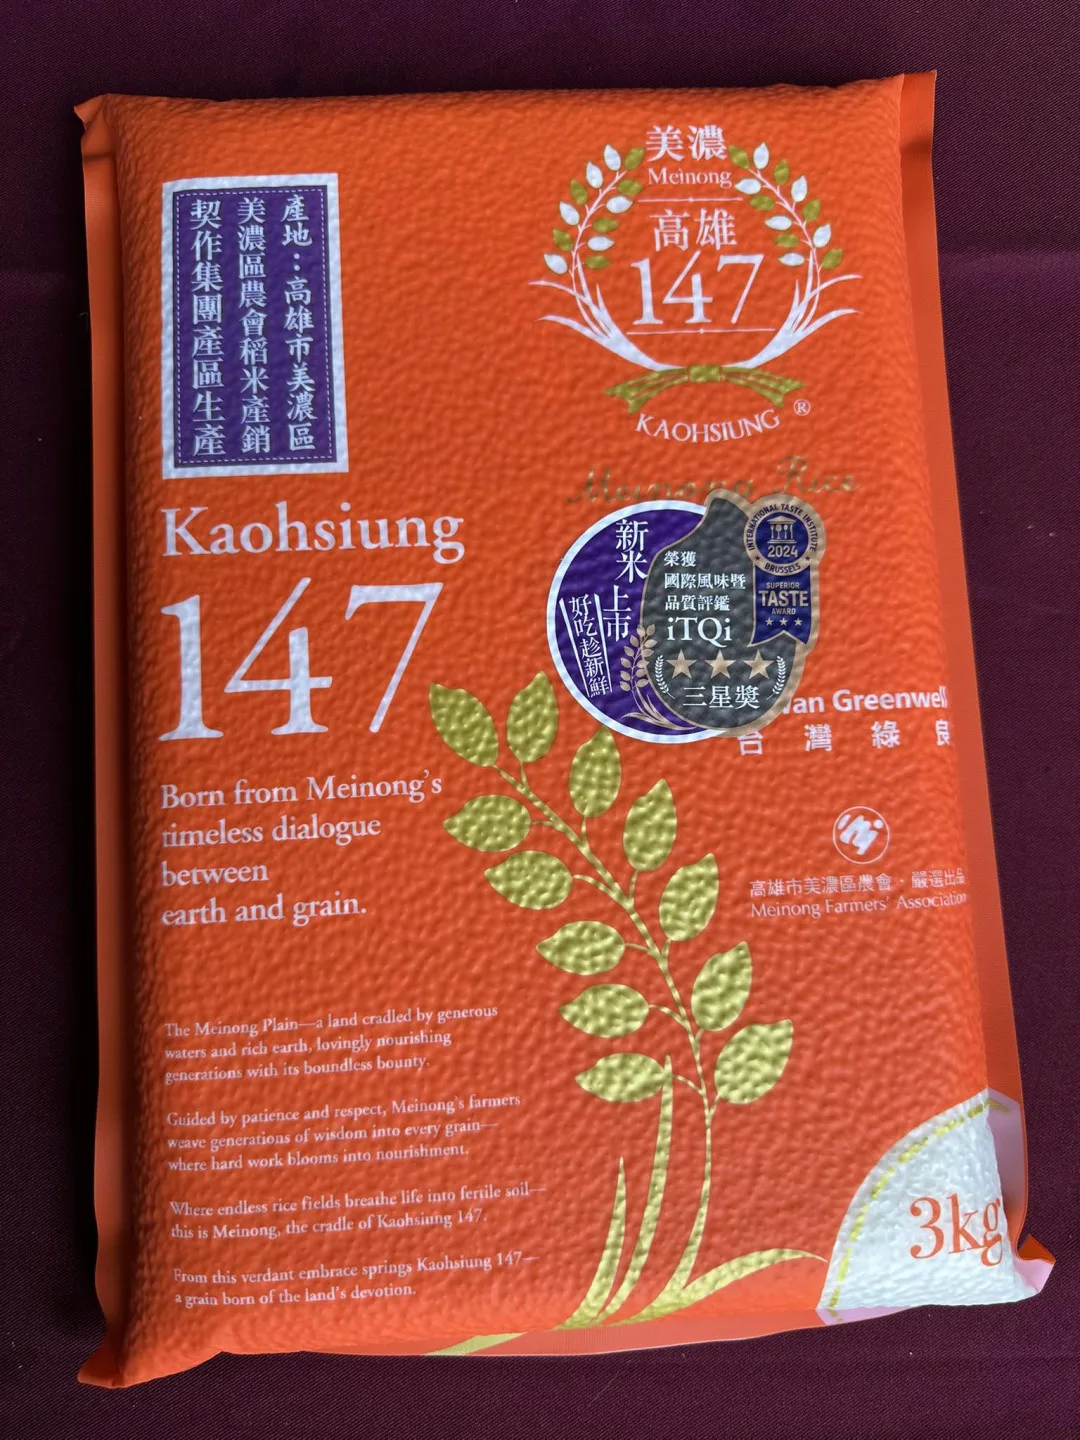 產地：高雄市美濃區
美濃區農會稻米產銷
契作集團產區生產
美濃
Meinong
高雄
147
KAOHSIUNG ®
Meinong Rice
Kaohsiung
147
新米上市
好吃趁新鮮
榮獲
國際風味暨
品質評鑑
iTQi
三星獎
INTERNATIONAL TASTE INSTITUTE
2024
BRUSSELS
SUPERIOR
TASTE
AWARD
Greenwell
台灣綠良
Born from Meinong's
timeless dialogue
between
earth and grain.
高雄市美濃區農會．嚴選出品
Meinong Farmers' Association
The Meinong Plain—a land cradled by generous
waters and rich earth, lovingly nourishing
generations with its boundless bounty.
Guided by patience and respect, Meinong's farmers
weave generations of wisdom into every grain—
where hard work blooms into nourishment.
Where endless rice fields breathe life into fertile soil—
this is Meinong, the cradle of Kaohsiung 147.
From this verdant embrace springs Kaohsiung 147—
a grain born of the land's devotion.
3kg